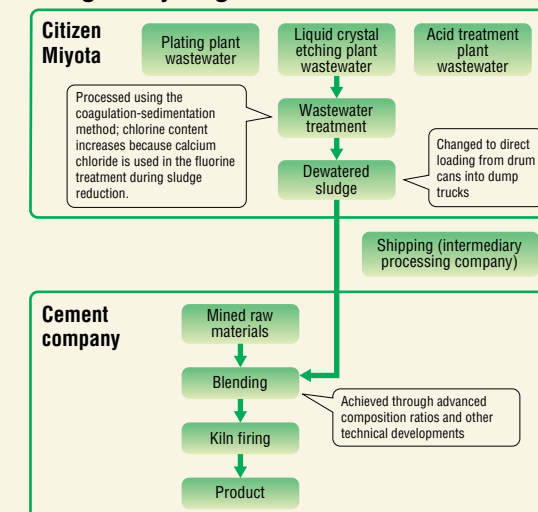 Citizen
Miyota
Plating plant
wastewater
Liquid crystal
etching plant
wastewater
Acid treatment
plant
wastewater
Processed using the
coagulation-sedimentation
method; chlorine content
increases because calcium
chloride is used in the fluorine
treatment during sludge
reduction.
Wastewater
treatment
Changed to direct
loading from drum
cans into dump
trucks
Dewatered
sludge
Shipping (intermediary
processing company)
Cement
company
Mined raw
materials
Blending
Achieved through advanced
composition ratios and other
technical developments
Kiln firing
Product